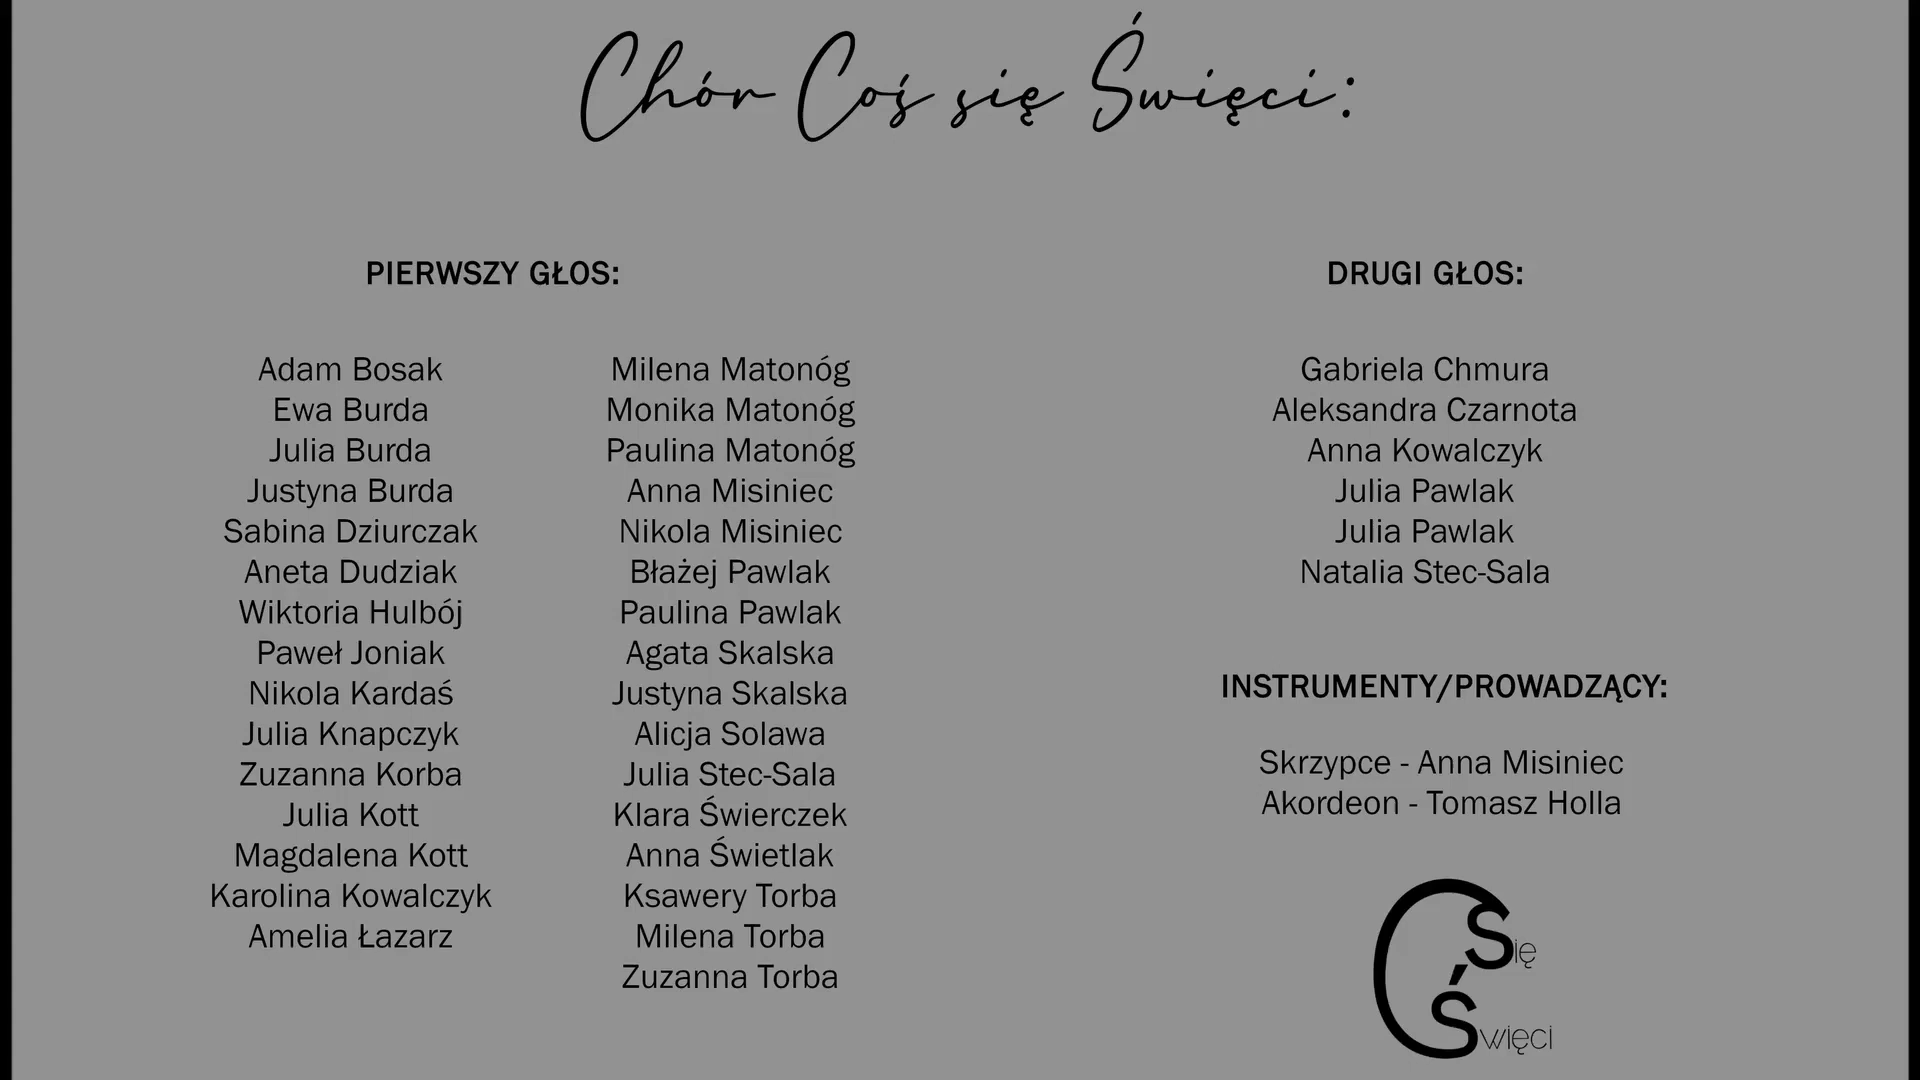 Chór Coś się Święci:
PIERWSZY GŁOS:
Adam Bosak
Ewa Burda
Julia Burda
Justyna Burda
Sabina Dziurczak
Aneta Dudziak
Wiktoria Hulbój
Paweł Joniak
Nikola Kardaś
Julia Knapczyk
Zuzanna Korba
Julia Kott
Magdalena Kott
Karolina Kowalczyk
Amelia Łazarz
Milena Matonóg
Monika Matonóg
Paulina Matonóg
Anna Misiniec
Nikola Misiniec
Błażej Pawlak
Paulina Pawlak
Agata Skalska
Justyna Skalska
Alicja Solawa
Julia Stec-Sala
Klara Świerczek
Anna Świetlak
Ksawery Torba
Milena Torba
Zuzanna Torba
DRUGI GŁOS:
Gabriela Chmura
Aleksandra Czarnota
Anna Kowalczyk
Julia Pawlak
Julia Pawlak
Natalia Stec-Sala
INSTRUMENTY/PROWADZĄCY:
Skrzypce - Anna Misiniec
Akordeon - Tomasz Holla
C Się
Święci